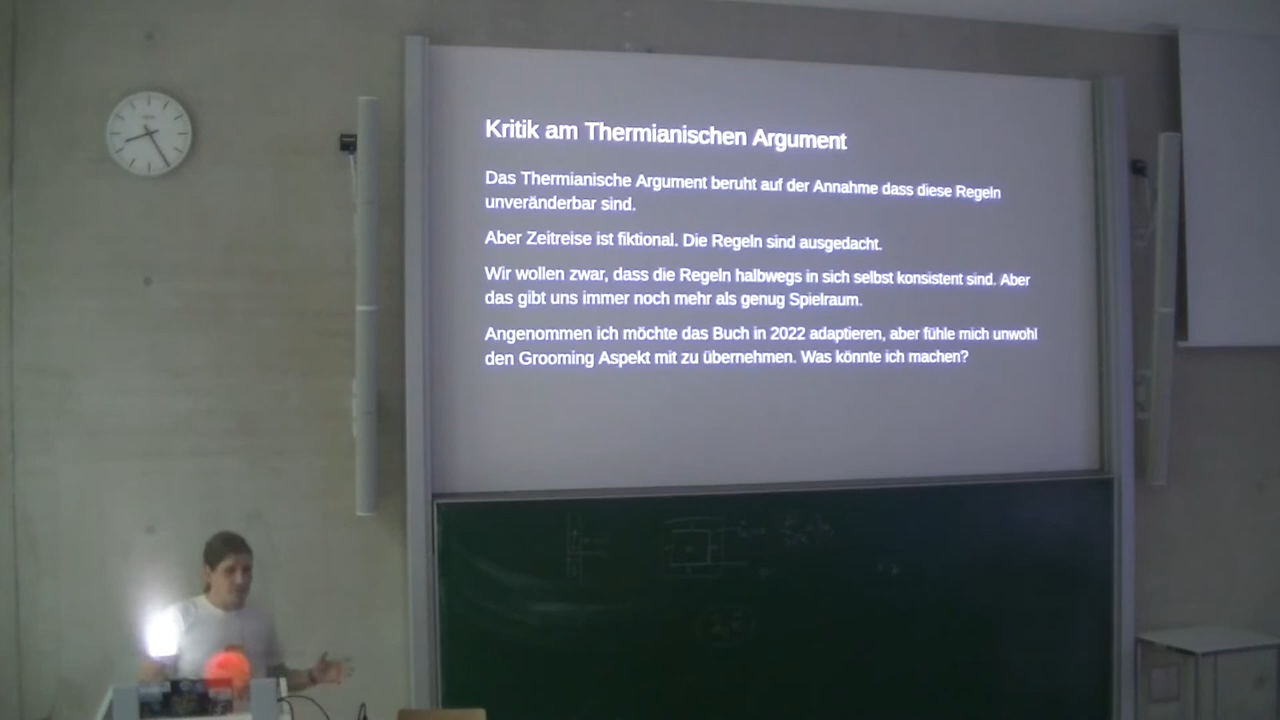 Kritik am Thermianischen Argument
Das Thermianische Argument beruht auf der Annahme dass diese Regeln
unveränderbar sind.
Aber Zeitreise ist fiktional. Die Regeln sind ausgedacht.
Wir wollen zwar, dass die Regeln halbwegs in sich selbst konsistent sind. Aber
das gibt uns immer noch mehr als genug Spielraum.
Angenommen ich möchte das Buch in 2022 adaptieren, aber fühle mich unwohl
den Grooming Aspekt mit zu übernehmen. Was könnte ich machen?